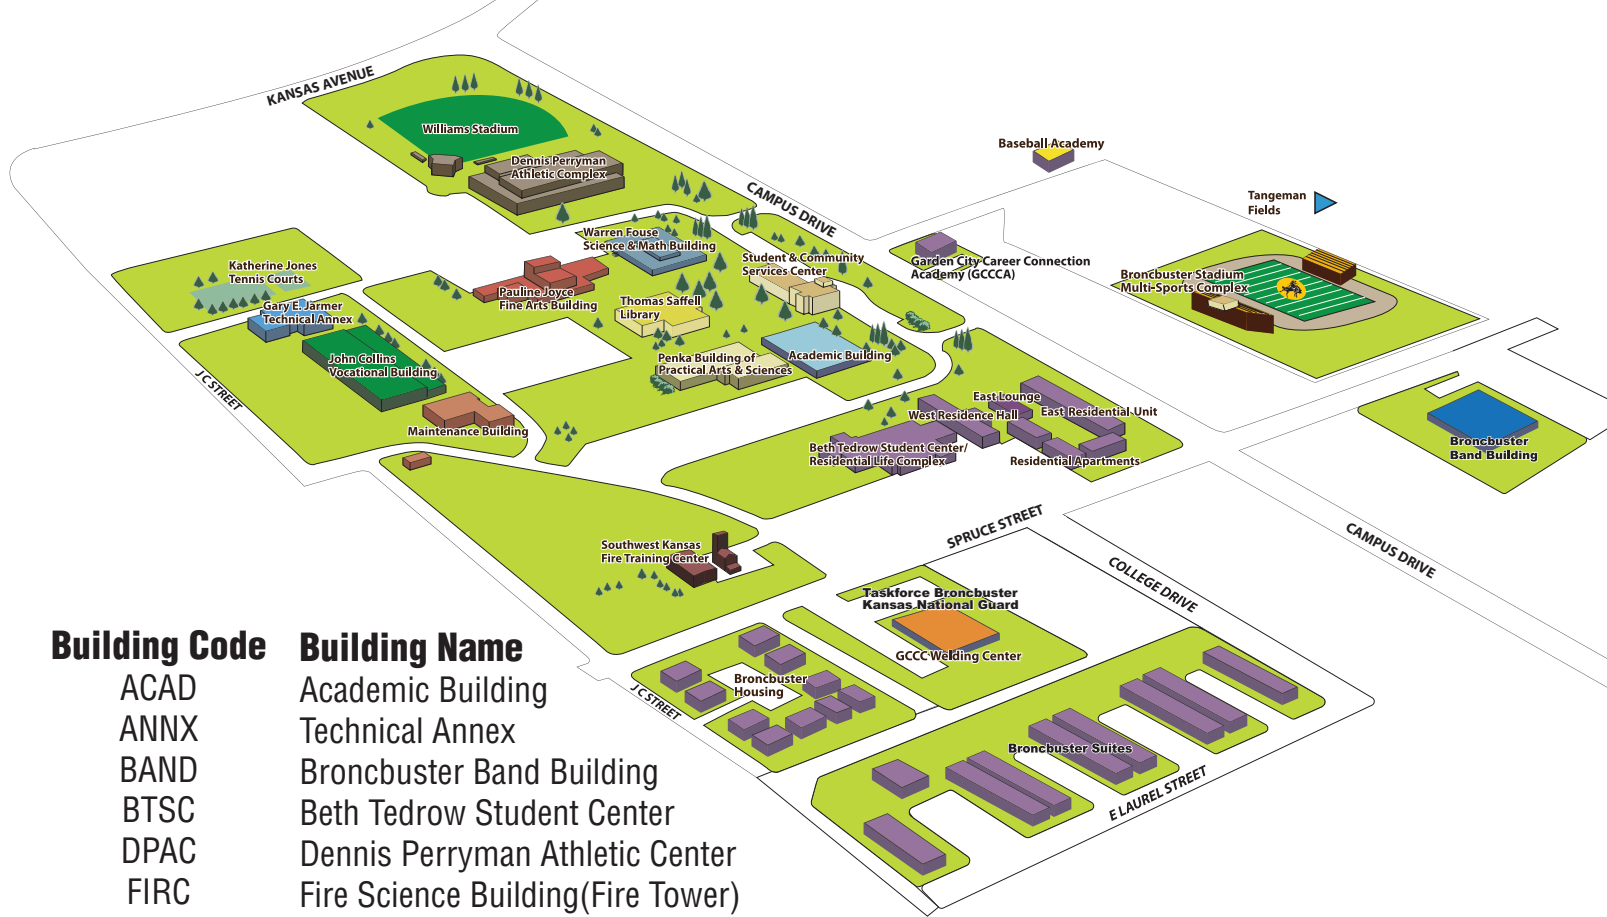 KANSAS AVENUE
Williams Stadium
Dennis Perryman
Athletic Complex
Baseball Academy
CAMPUS DRIVE
Tangeman
Fields
Warren Fouse
Science & Math Building
Student & Community
Services Center
Garden City Career Connection
Academy (GCCCA)
Broncbuster Stadium
Multi-Sports Complex
Katherine Jones
Tennis Courts
Pauline Joyce
Fine Arts Building
Thomas Saffell
Library
Gary E. Jarmer
Technical Annex
John Collins
Vocational Building
Penka Building of
Practical Arts & Sciences
Academic Building
J C STREET
Maintenance Building
East Lounge
West Residence Hall
East Residential Unit
Beth Tedrow Student Center/
Residential Life Complex
Residential Apartments
Broncbuster
Band Building
SPRUCE STREET
CAMPUS DRIVE
COLLEGE DRIVE
Southwest Kansas
Fire Training Center
Taskforce Broncbuster
Kansas National Guard
GCCC Welding Center
Broncbuster
Housing
J C STREET
Broncbuster Suites
E LAUREL STREET
Building Code Building Name
ACAD Academic Building
ANNX Technical Annex
BAND Broncbuster Band Building
BTSC Beth Tedrow Student Center
DPAC Dennis Perryman Athletic Center
FIRC Fire Science Building(Fire Tower)